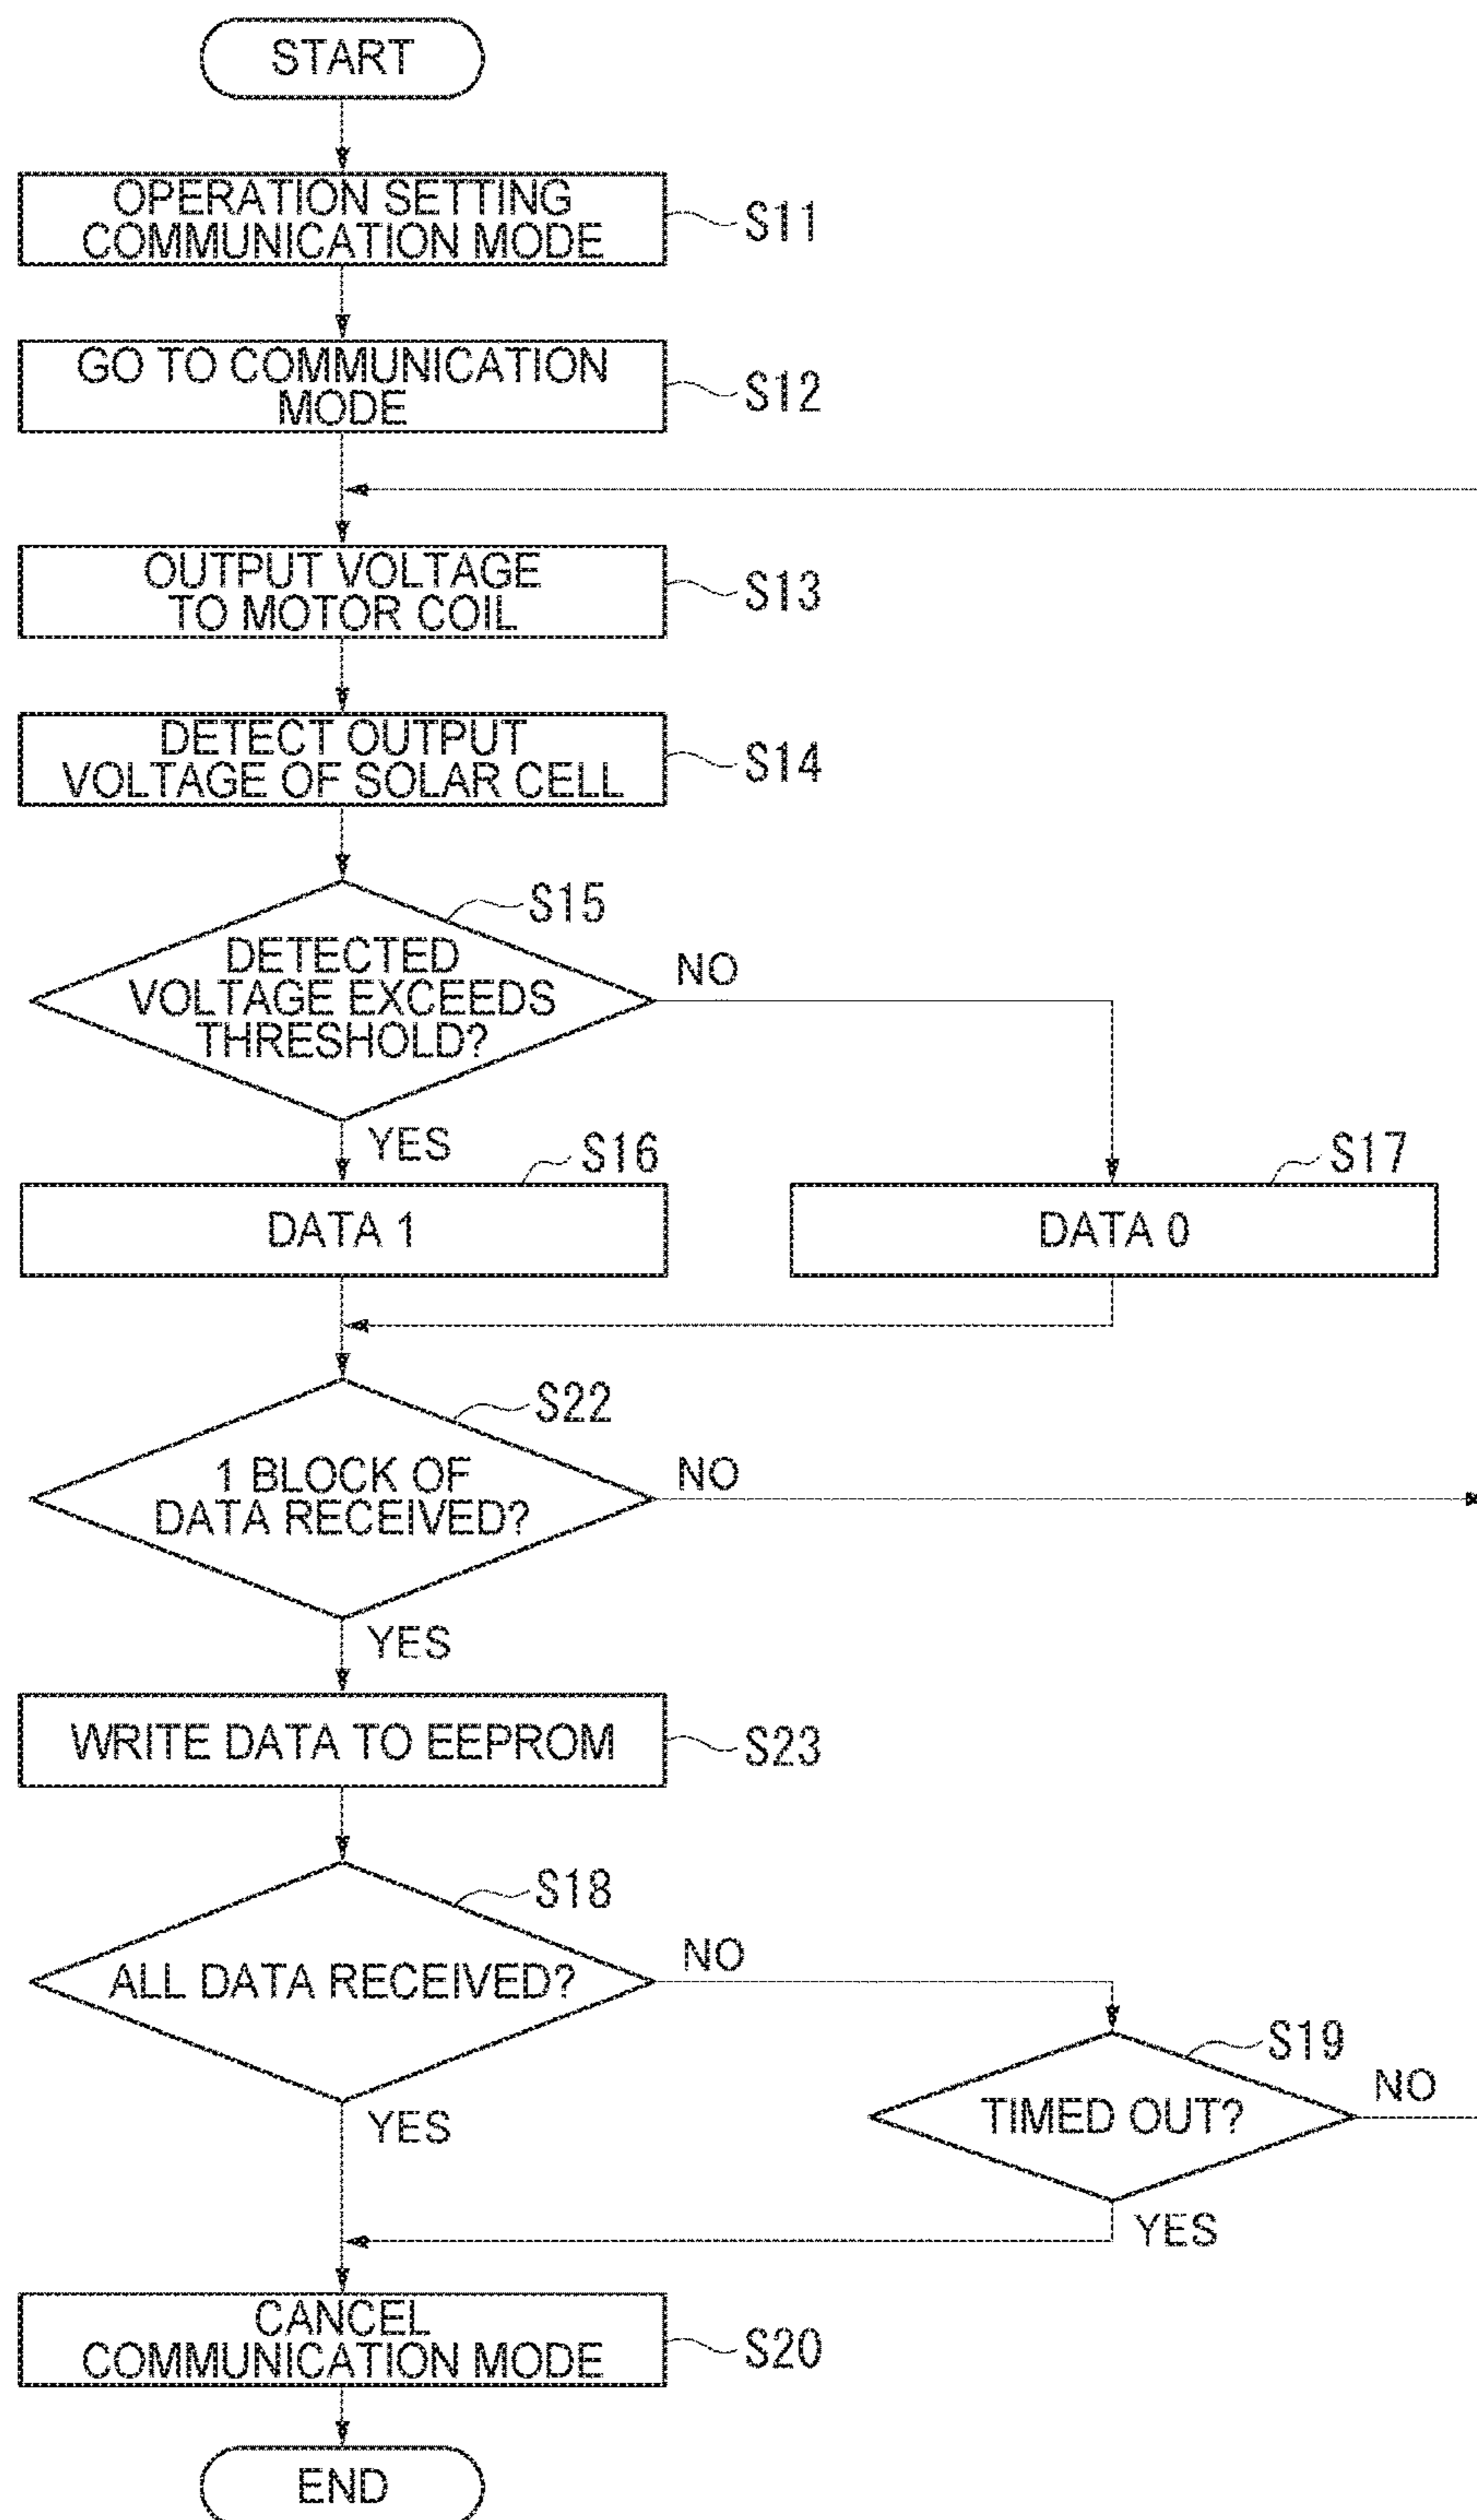 START
OPERATION SETTING
COMMUNICATION MODE
S11
GO TO COMMUNICATION
MODE
S12
OUTPUT VOLTAGE
TO MOTOR COIL
S13
DETECT OUTPUT
VOLTAGE OF SOLAR CELL
S14
S15
DETECTED
VOLTAGE EXCEEDS
THRESHOLD?
NO
YES
S16
S17
DATA 1
DATA 0
S22
1 BLOCK OF
DATA RECEIVED?
NO
YES
WRITE DATA TO EEPROM
S23
S18
ALL DATA RECEIVED?
NO
YES
S19
TIMED OUT?
NO
YES
CANCEL
COMMUNICATION MODE
S20
END